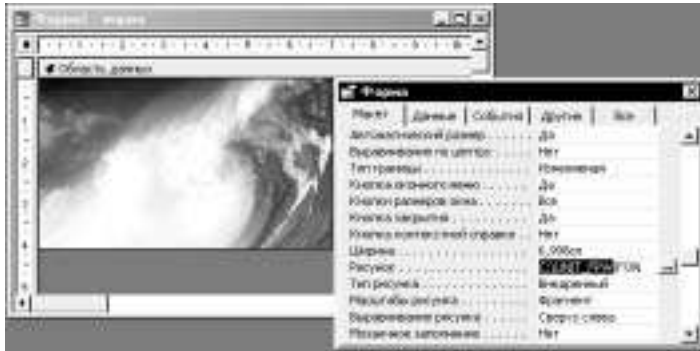 Форма1 : форма
Область данных
Форма
Макет Данные События Другие Все
Автоматический размер . . . . . . Да
Выравнивание по центру . . . . . Нет
Тип границы . . . . . . Изменяемая
Кнопка оконного меню . . . . . Да
Кнопки размеров окна . . . . . Все
Кнопка закрытия . . . . . . Да
Кнопка контекстной справки . . Нет
Ширина . . . . . . 6,998см
Рисунок . . . . . .
Тип рисунка . . . . . . Внедренный
Масштабы рисунка . . . . . . Фрагмент
Выравнивание рисунка . . . . . Сверху слева
Мозаичное заполнение . . . . . Нет